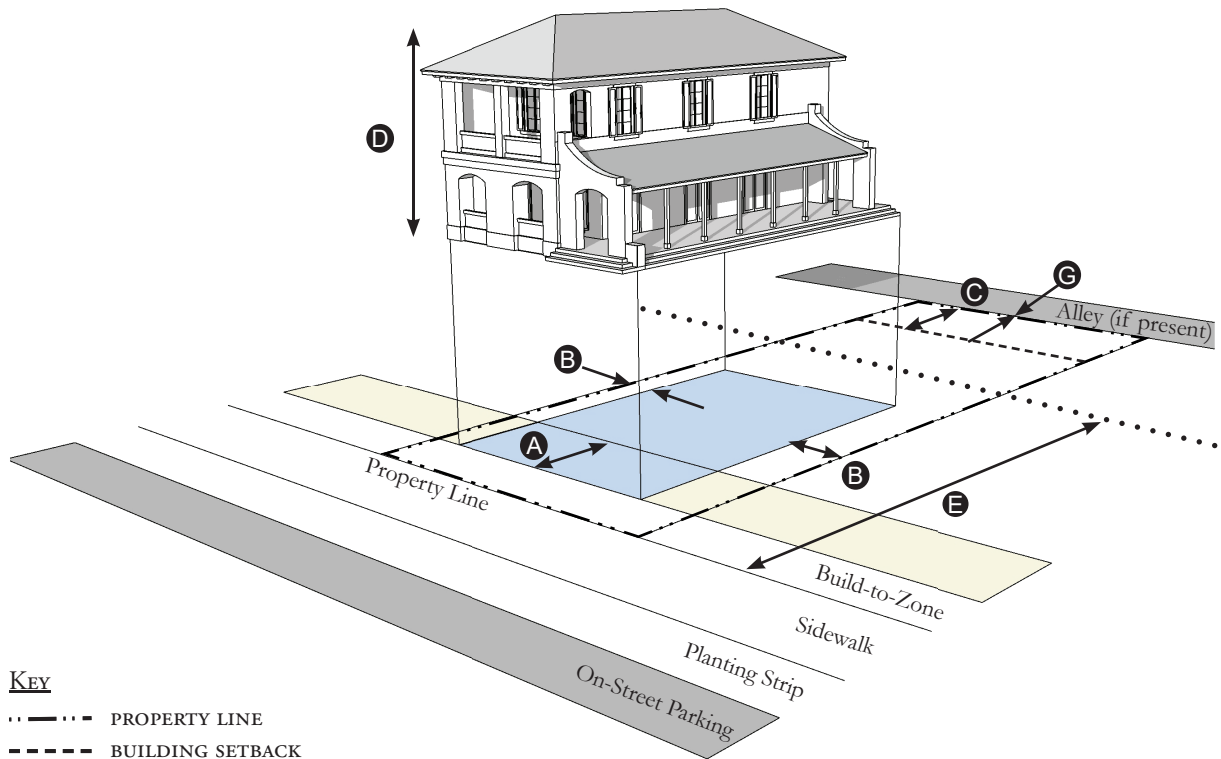 D
G
C
Alley (if present)
B
A
B
Property Line
E
Build-to-Zone
Sidewalk
Planting Strip
On-Street Parking
Key
property line
building setback